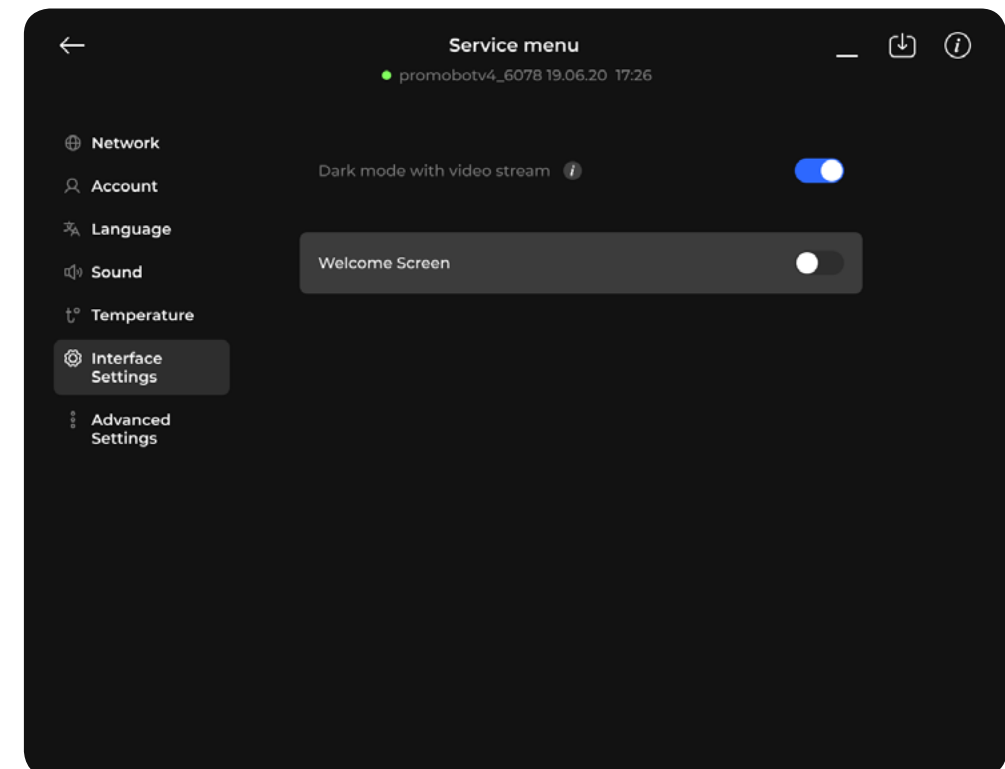 Service menu
promobotv4_6078 19.06.20 17:26
Network
Account
Language
Sound
t° Temperature
Interface
Settings
Advanced
Settings
Dark mode with video stream i
Welcome Screen
i